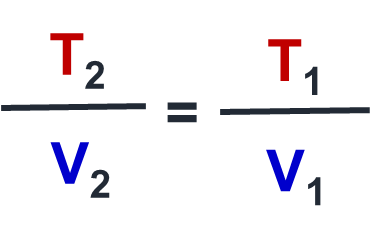 T₂ = T₁
V₂ V₁